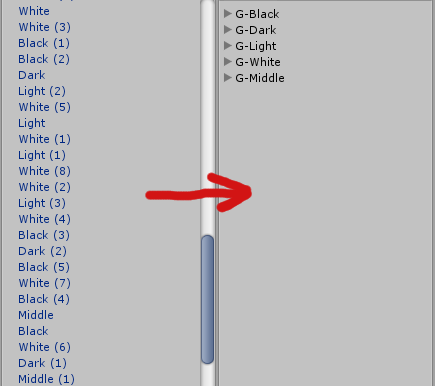 White
White (3)
Black (1)
Black (2)
Dark
Light (2)
White (5)
Light
White (1)
Light (1)
White (8)
White (2)
Light (3)
White (4)
Black (3)
Dark (2)
Black (5)
White (7)
Black (4)
Middle
Black
White (6)
Dark (1)
Middle (1)
G-Black
G-Dark
G-Light
G-White
G-Middle